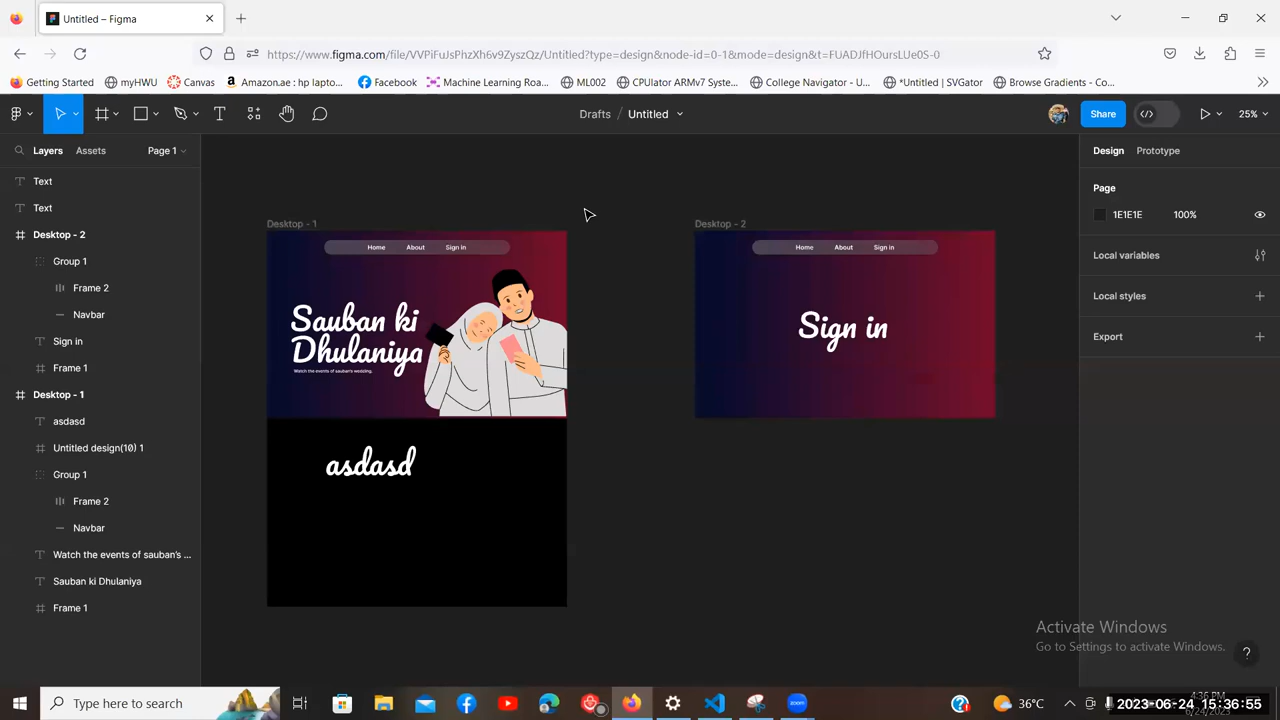 Untitled – Figma
https://www.figma.com/file/VVPiFuJsPhzXh6v9ZyszQz/Untitled?type=design&node-id=0-1&mode=design&t=FUADJfHOursLUe0S-0
Getting Started
myHWU
Canvas
Amazon.ae: hp lapto...
Facebook
Machine Learning Roa...
ML002
CPUlator ARMv7 Syste...
College Navigator - U...
*Untitled | SVGator
Browse Gradients - Co...
Drafts / Untitled
Share
25%
Layers
Assets
Page 1
Design
Prototype
Text
Text
Desktop - 2
Group 1
Frame 2
Navbar
Sign in
Frame 1
Desktop - 1
asdasd
Untitled design(10) 1
Group 1
Frame 2
Navbar
Watch the events of sauban's ...
Sauban ki Dhulaniya
Frame 1
Desktop - 1
Home About Sign in
Sauban ki
Dhulaniya
Watch the events of sauban's wedding.
asdasd
Desktop - 2
Home About Sign in
Sign in
Page
1E1E1E 100%
Local variables
Local styles
Export
Activate Windows
Go to Settings to activate Windows.
Type here to search
36°C
2023-06-24 15:36:55